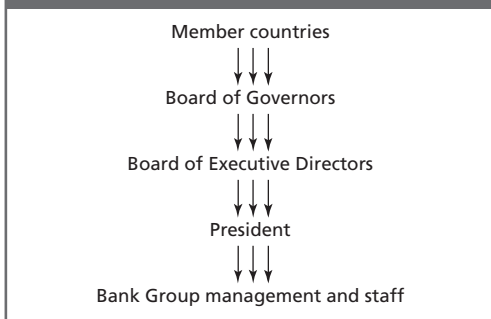 Member countries
Board of Governors
Board of Executive Directors
President
Bank Group management and staff